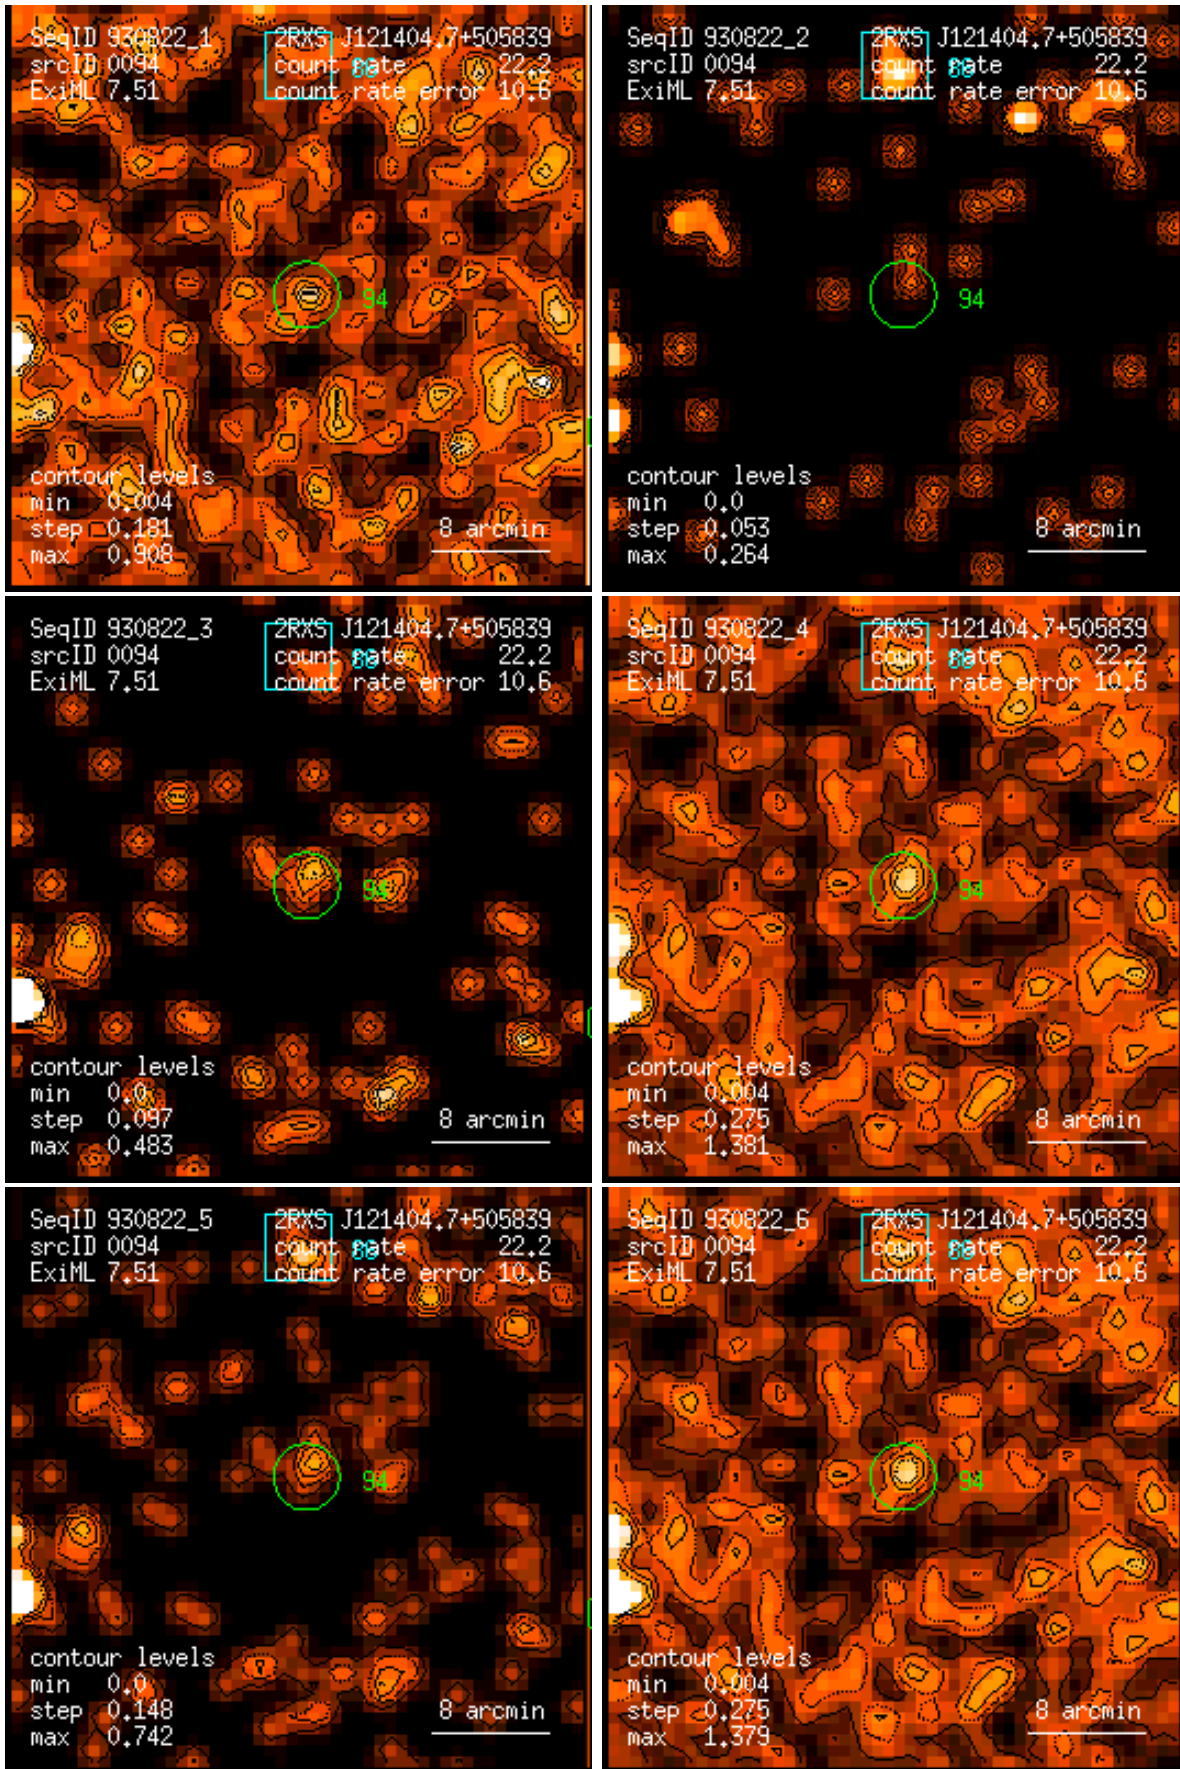 SeqID 930822_1 2RXS J121404.7+505839
srcID 0094 count rate 22.2
ExiML 7.51 count rate error 10.6
94
contour levels
min 0.004
step 0.181
max 0.908
8 arcmin
SeqID 930822_2 2RXS J121404.7+505839
srcID 0094 count rate 22.2
ExiML 7.51 count rate error 10.6
94
contour levels
min 0.0
step 0.053
max 0.264
8 arcmin
SeqID 930822_3 2RXS J121404.7+505839
srcID 0094 count rate 22.2
ExiML 7.51 count rate error 10.6
94
contour levels
min 0.0
step 0.097
max 0.483
8 arcmin
SeqID 930822_4 2RXS J121404.7+505839
srcID 0094 count rate 22.2
ExiML 7.51 count rate error 10.6
94
contour levels
min 0.004
step 0.275
max 1.381
8 arcmin
SeqID 930822_5 2RXS J121404.7+505839
srcID 0094 count rate 22.2
ExiML 7.51 count rate error 10.6
94
contour levels
min 0.0
step 0.148
max 0.742
8 arcmin
SeqID 930822_6 2RXS J121404.7+505839
srcID 0094 count rate 22.2
ExiML 7.51 count rate error 10.6
94
contour levels
min 0.004
step 0.275
max 1.379
8 arcmin